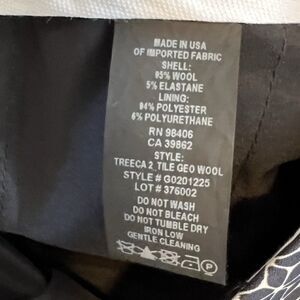 MADE IN USA
OF IMPORTED FABRIC
SHELL:
95% WOOL
5% ELASTANE
LINING:
94% POLYESTER
6% POLYURETHANE
RN 98406
CA 39862
STYLE:
TREECA 2_TILE GEO WOOL
STYLE # G0201225
LOT # 376002
DO NOT WASH
DO NOT BLEACH
DO NOT TUMBLE DRY
IRON LOW
GENTLE CLEANING
P